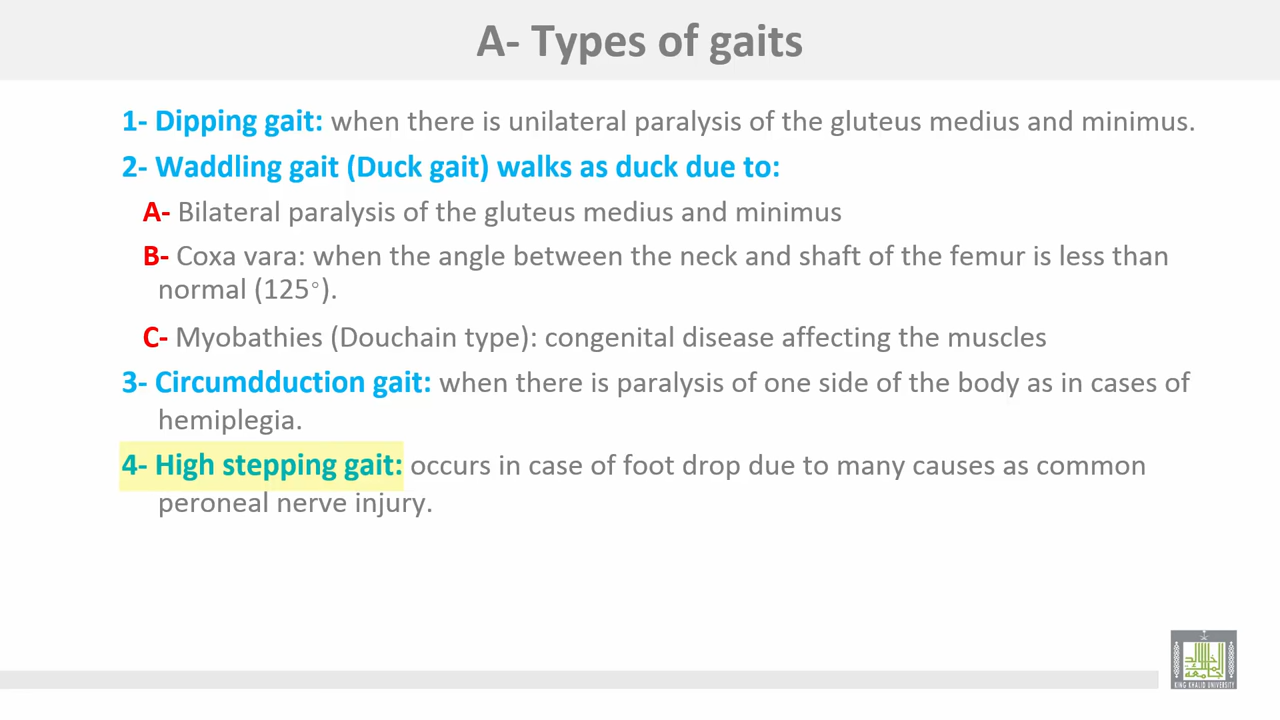 A- Types of gaits
1- Dipping gait: when there is unilateral paralysis of the gluteus medius and minimus.
2- Waddling gait (Duck gait) walks as duck due to:
A- Bilateral paralysis of the gluteus medius and minimus
B- Coxa vara: when the angle between the neck and shaft of the femur is less than
normal (125°).
C- Myobathies (Douchain type): congenital disease affecting the muscles
3- Circumdduction gait: when there is paralysis of one side of the body as in cases of
hemiplegia.
4- High stepping gait: occurs in case of foot drop due to many causes as common
peroneal nerve injury.
KING KHALID UNIVERSITY